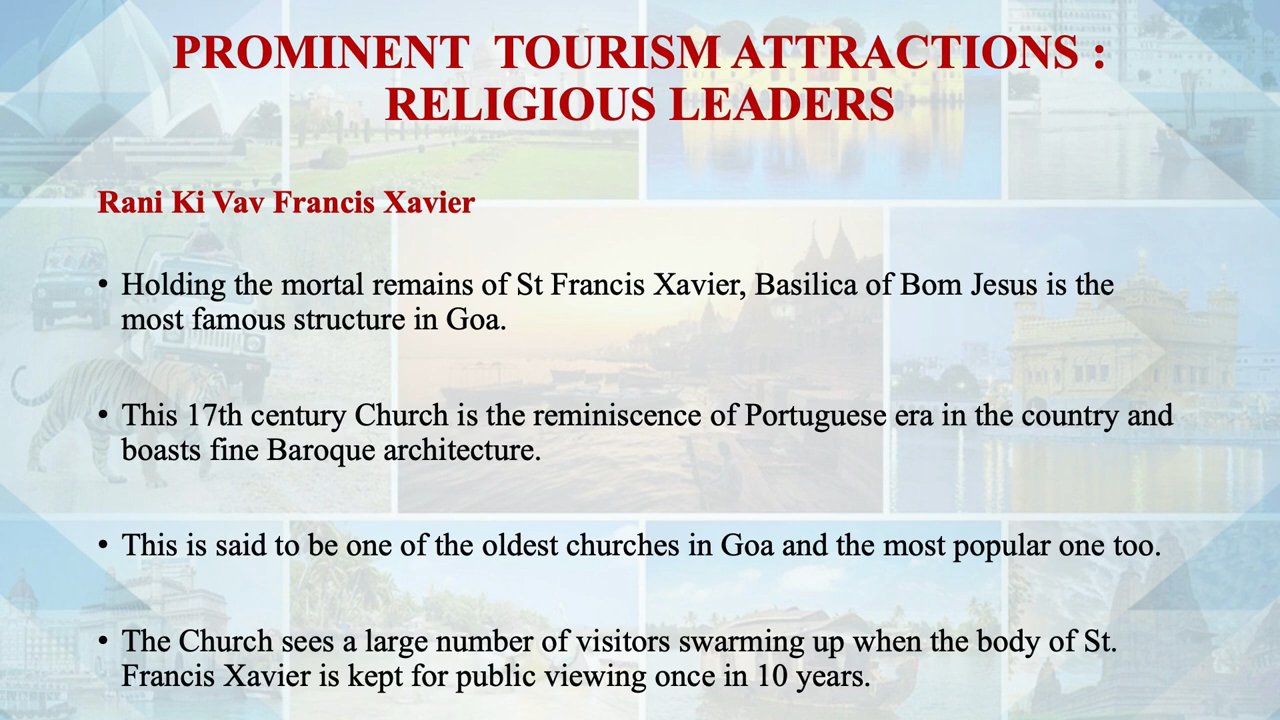 PROMINENT TOURISM ATTRACTIONS :
RELIGIOUS LEADERS
Rani Ki Vav Francis Xavier
• Holding the mortal remains of St Francis Xavier, Basilica of Bom Jesus is the
most famous structure in Goa.
• This 17th century Church is the reminiscence of Portuguese era in the country and
boasts fine Baroque architecture.
• This is said to be one of the oldest churches in Goa and the most popular one too.
• The Church sees a large number of visitors swarming up when the body of St.
Francis Xavier is kept for public viewing once in 10 years.